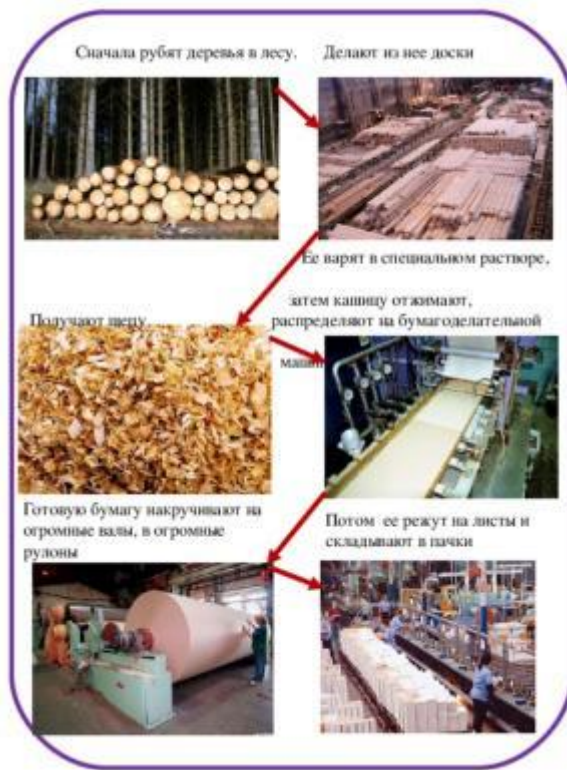 Сначала рубят деревья в лесу.
Делают из нее доски
Получают щепу
Ее варят в специальном растворе,
затем кашицу отжимают,
распределяют на бумагоделательной
Готовую бумагу накручивают на
огромные валы, в огромные
рулоны
Потом ее режут на листы и
складывают в пачки